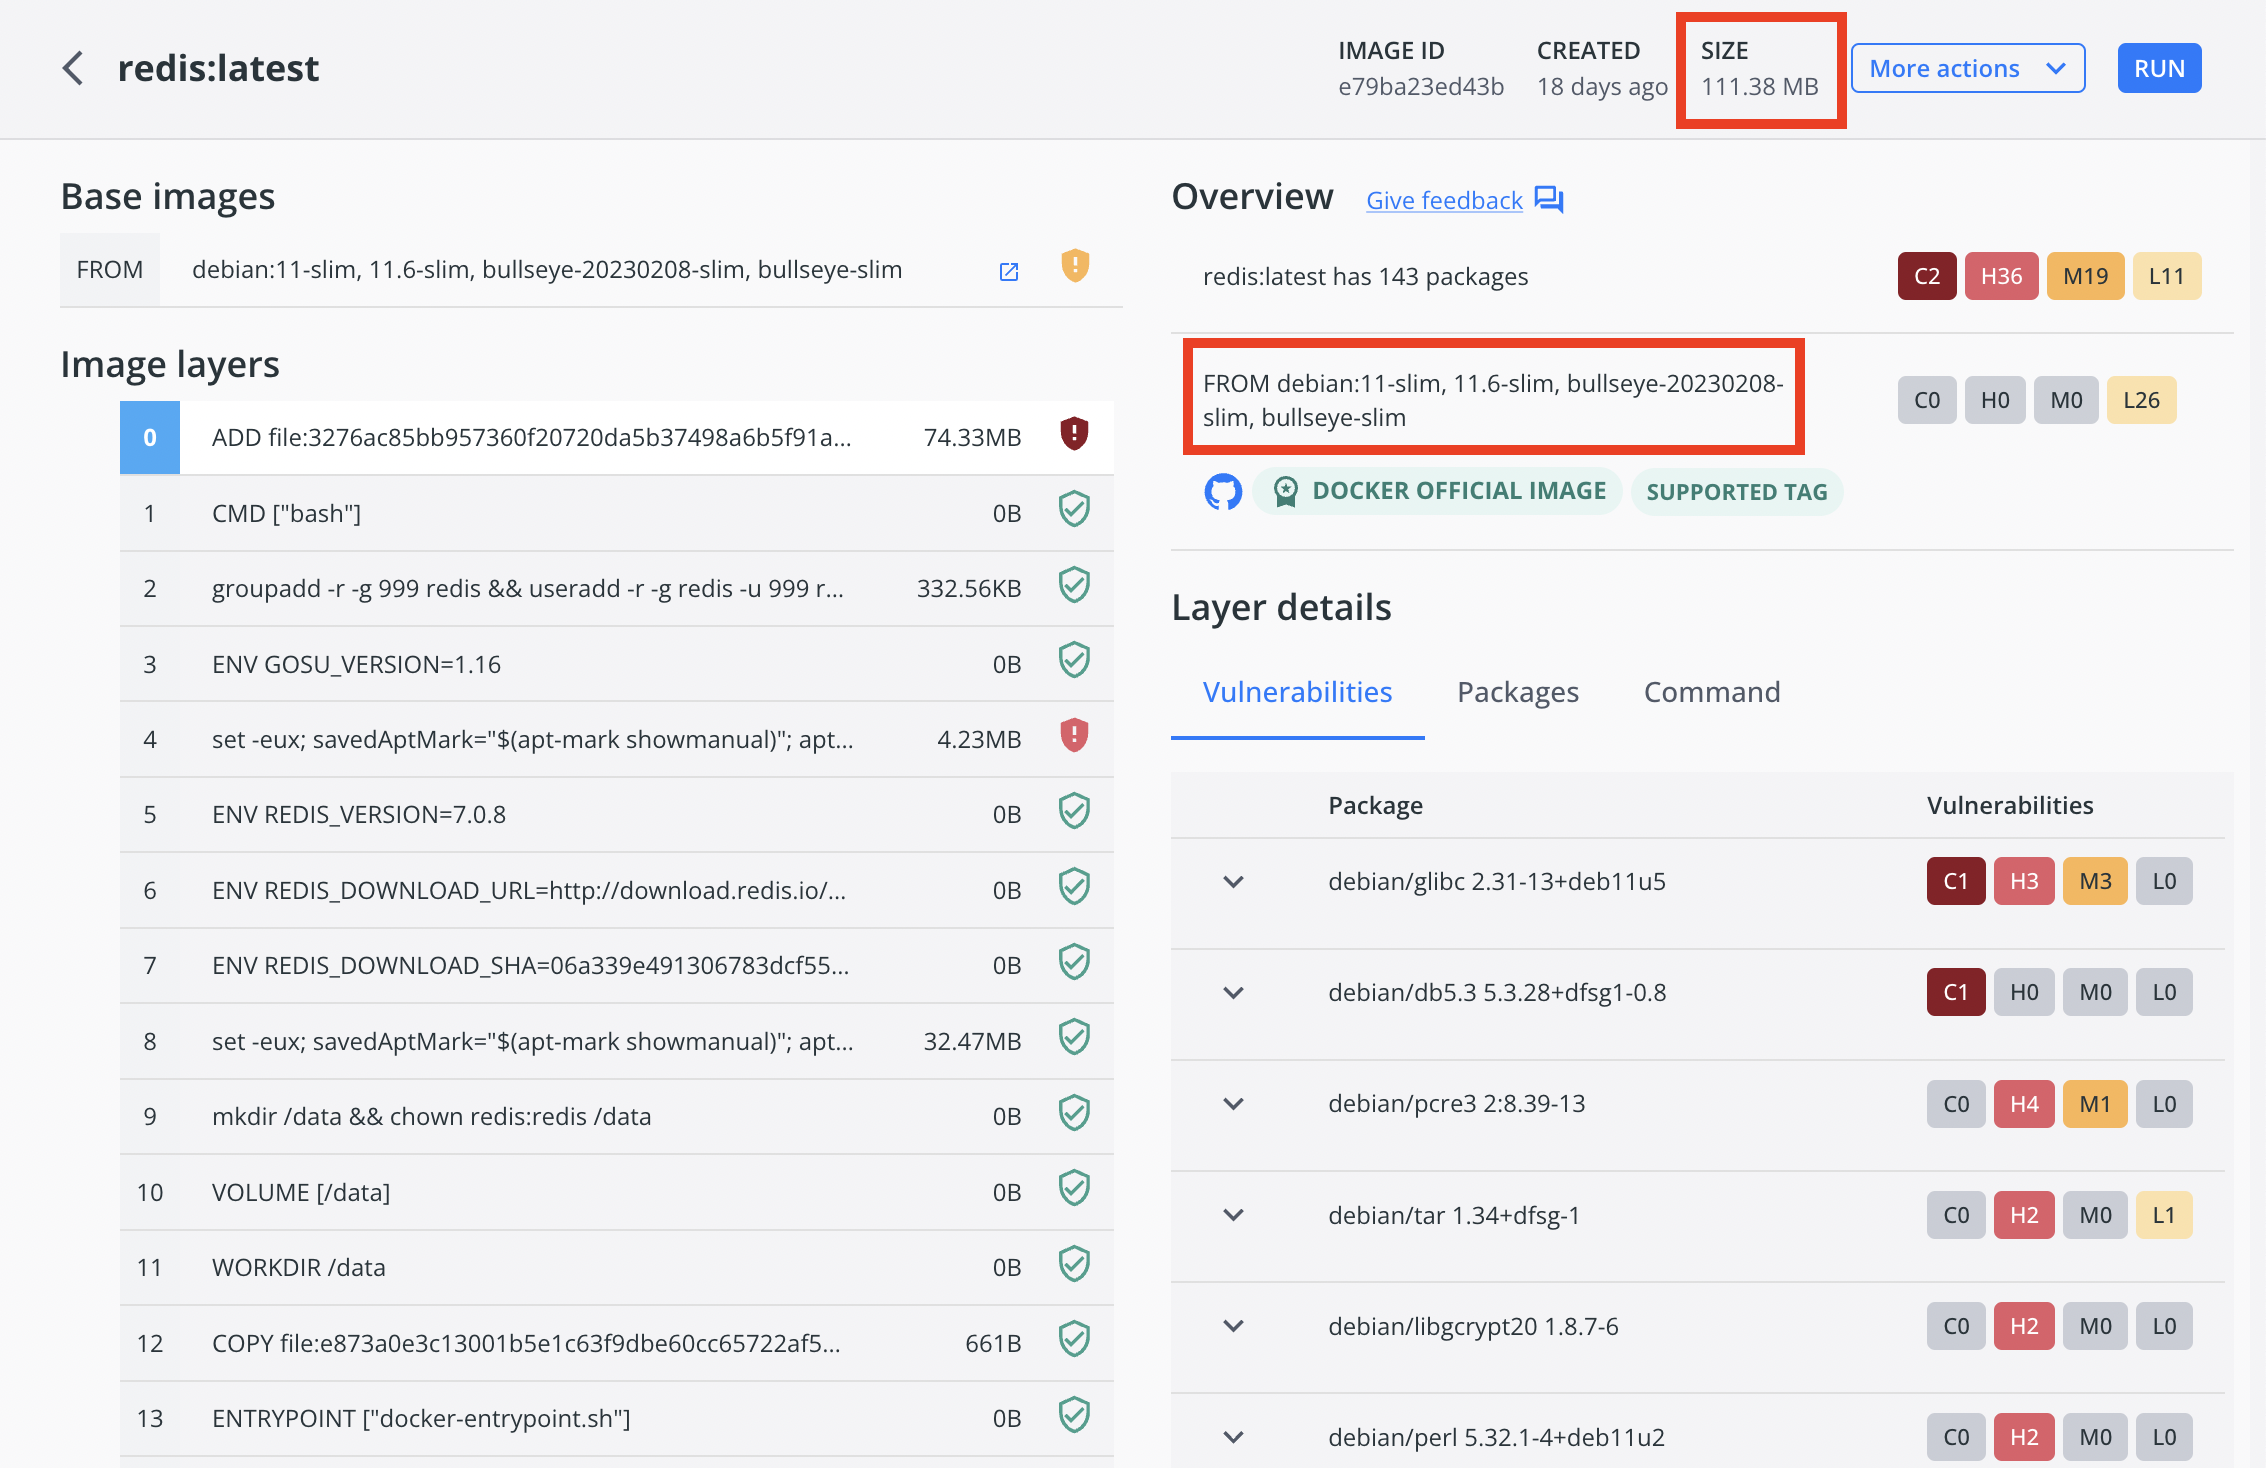 redis:latest
IMAGE ID
e79ba23ed43b
CREATED
18 days ago
SIZE
111.38 MB
More actions
RUN
Base images
FROM debian:11-slim, 11.6-slim, bullseye-20230208-slim, bullseye-slim
Image layers
0 ADD file:3276ac85bb957360f20720da5b37498a6b5f91a... 74.33MB
1 CMD ["bash"] 0B
2 groupadd -r -g 999 redis && useradd -r -g redis -u 999 r... 332.56KB
3 ENV GOSU_VERSION=1.16 0B
4 set -eux; savedAptMark="$(apt-mark showmanual)"; apt... 4.23MB
5 ENV REDIS_VERSION=7.0.8 0B
6 ENV REDIS_DOWNLOAD_URL=http://download.redis.io/... 0B
7 ENV REDIS_DOWNLOAD_SHA=06a339e491306783dcf55... 0B
8 set -eux; savedAptMark="$(apt-mark showmanual)"; apt... 32.47MB
9 mkdir /data && chown redis:redis /data 0B
10 VOLUME [/data] 0B
11 WORKDIR /data 0B
12 COPY file:e873a0e3c13001b5e1c63f9dbe60cc65722af5... 661B
13 ENTRYPOINT ["docker-entrypoint.sh"] 0B
Overview Give feedback
redis:latest has 143 packages C2 H36 M19 L11
FROM debian:11-slim, 11.6-slim, bullseye-20230208-
slim, bullseye-slim
C0 H0 M0 L26
DOCKER OFFICIAL IMAGE SUPPORTED TAG
Layer details
Vulnerabilities Packages Command
Package Vulnerabilities
debian/glibc 2.31-13+deb11u5 C1 H3 M3 L0
debian/db5.3 5.3.28+dfsg1-0.8 C1 H0 M0 L0
debian/pcre3 2:8.39-13 C0 H4 M1 L0
debian/tar 1.34+dfsg-1 C0 H2 M0 L1
debian/libgcrypt20 1.8.7-6 C0 H2 M0 L0
debian/perl 5.32.1-4+deb11u2 C0 H2 M0 L0